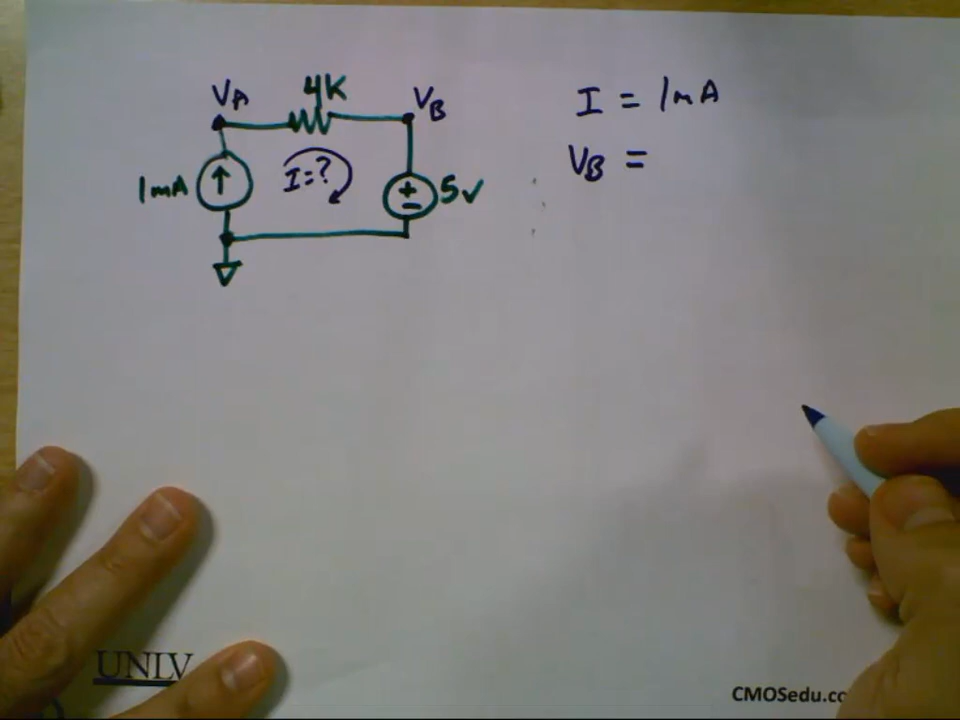 VA 4K VB
1mA I=? + - 5V
I = 1mA
VB =
UNLV
CMOSedu.co